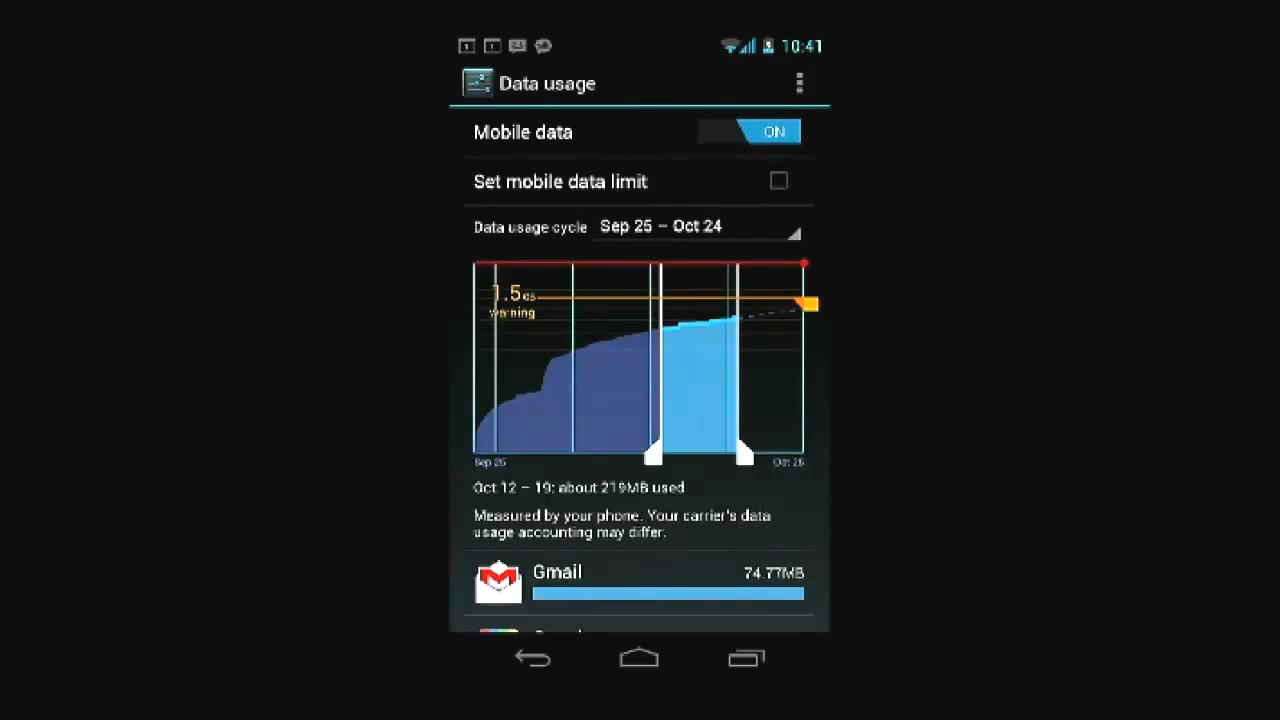 10:41
Data usage
Mobile data
ON
Set mobile data limit
Data usage cycle Sep 25 – Oct 24
1.5GB
warning
Sep 25
Oct 25
Oct 12 – 19: about 219MB used
Measured by your phone. Your carrier's data
usage accounting may differ.
Gmail 74.77MB